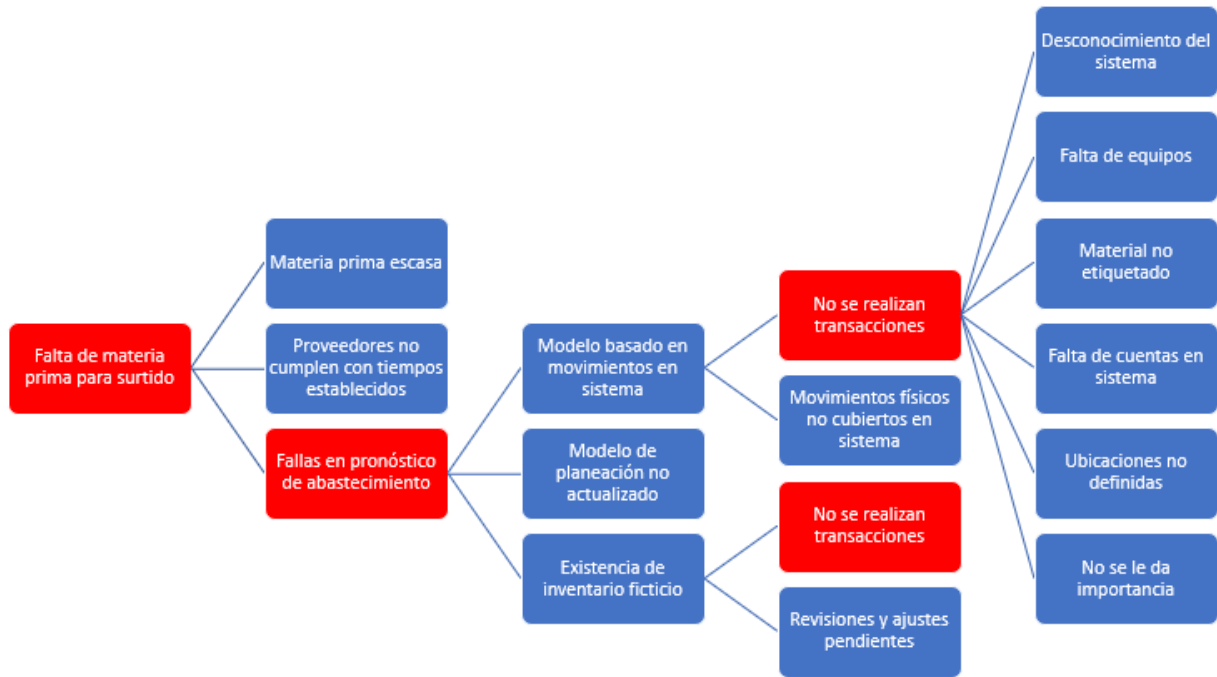 Falta de materia
prima para surtido
Materia prima escasa
Proveedores no
cumplen con tiempos
establecidos
Fallas en pronóstico
de abastecimiento
Modelo basado en
movimientos en
sistema
Modelo de
planeación no
actualizado
Existencia de
inventario ficticio
No se realizan
transacciones
Movimientos físicos
no cubiertos en
sistema
No se realizan
transacciones
Revisiones y ajustes
pendientes
Desconocimiento del
sistema
Falta de equipos
Material no
etiquetado
Falta de cuentas en
sistema
Ubicaciones no
definidas
No se le da
importancia